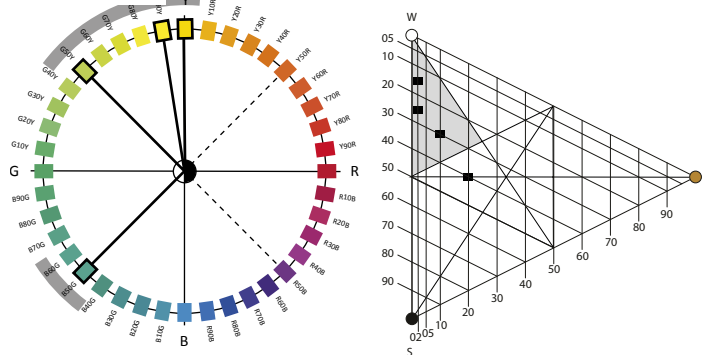 G40Y
G50Y
G60Y
G70Y
G80Y
Y10R
Y20R
Y30R
Y40R
Y50R
Y60R
Y70R
Y80R
Y90R
R
R10B
R20B
R30B
R40B
R50B
R60B
R70B
R80B
R90B
B
B10G
B20G
B30G
B40G
B50G
B60G
B70G
B80G
B90G
G
G10Y
G20Y
G30Y
W
05
10
20
30
40
50
60
70
80
90
S
02
05
10
20
30
40
50
60
70
80
90